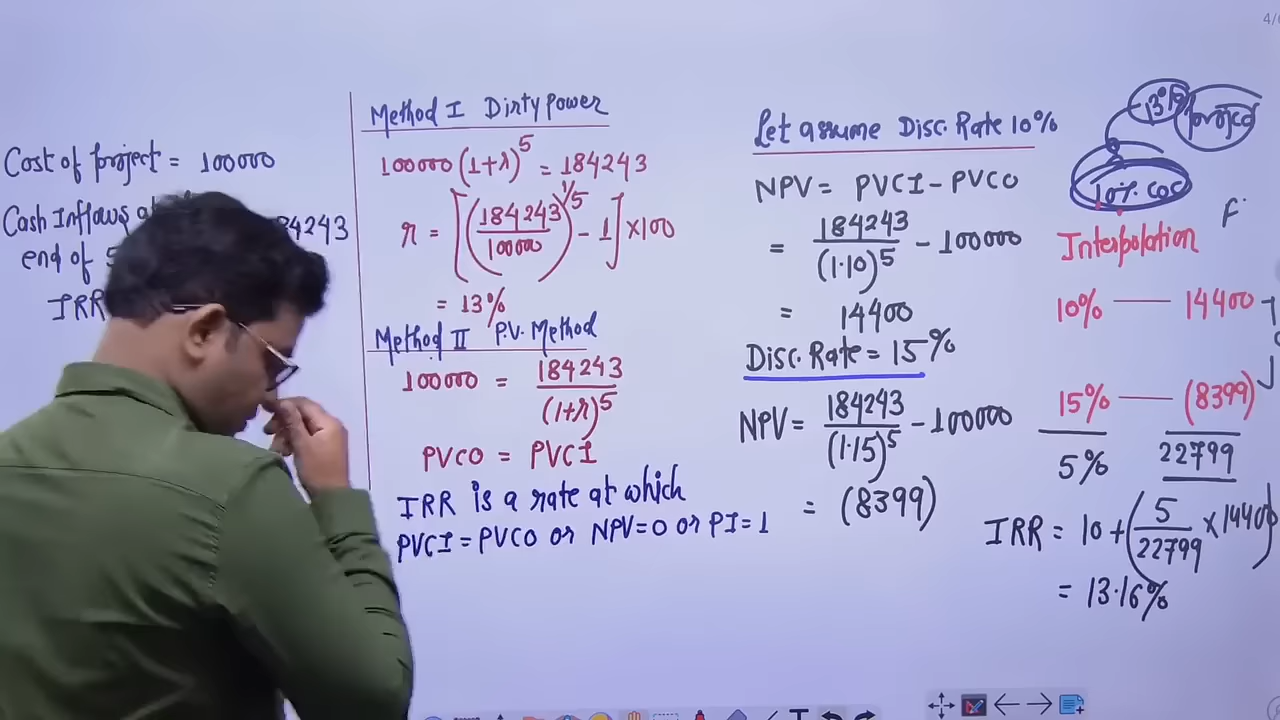 4/
Cost of project = 100000
Cash Inflows at
84243
end of 5
IRR
Method I Dirty power
100000(1+r)^5 = 184243
r = [(184243/100000)^1/5 - 1] × 100
= 13%
Method II P.V. Method
100000 = 184243/(1+r)^5
PVCO = PVCI
IRR is a rate at which
PVCI = PVCO or NPV=0 or PI=1
Let assume Disc. Rate 10%
NPV = PVCI - PVCO
= 184243/(1.10)^5 - 100000
= 14400
Disc. Rate = 15%
NPV = 184243/(1.15)^5 - 100000
= (8399)
13% project
10% COC
Interpolation
10% — 14400
15% — (8399)
5% 22799
IRR = 10 + (5/22799 × 14400)
= 13.16%